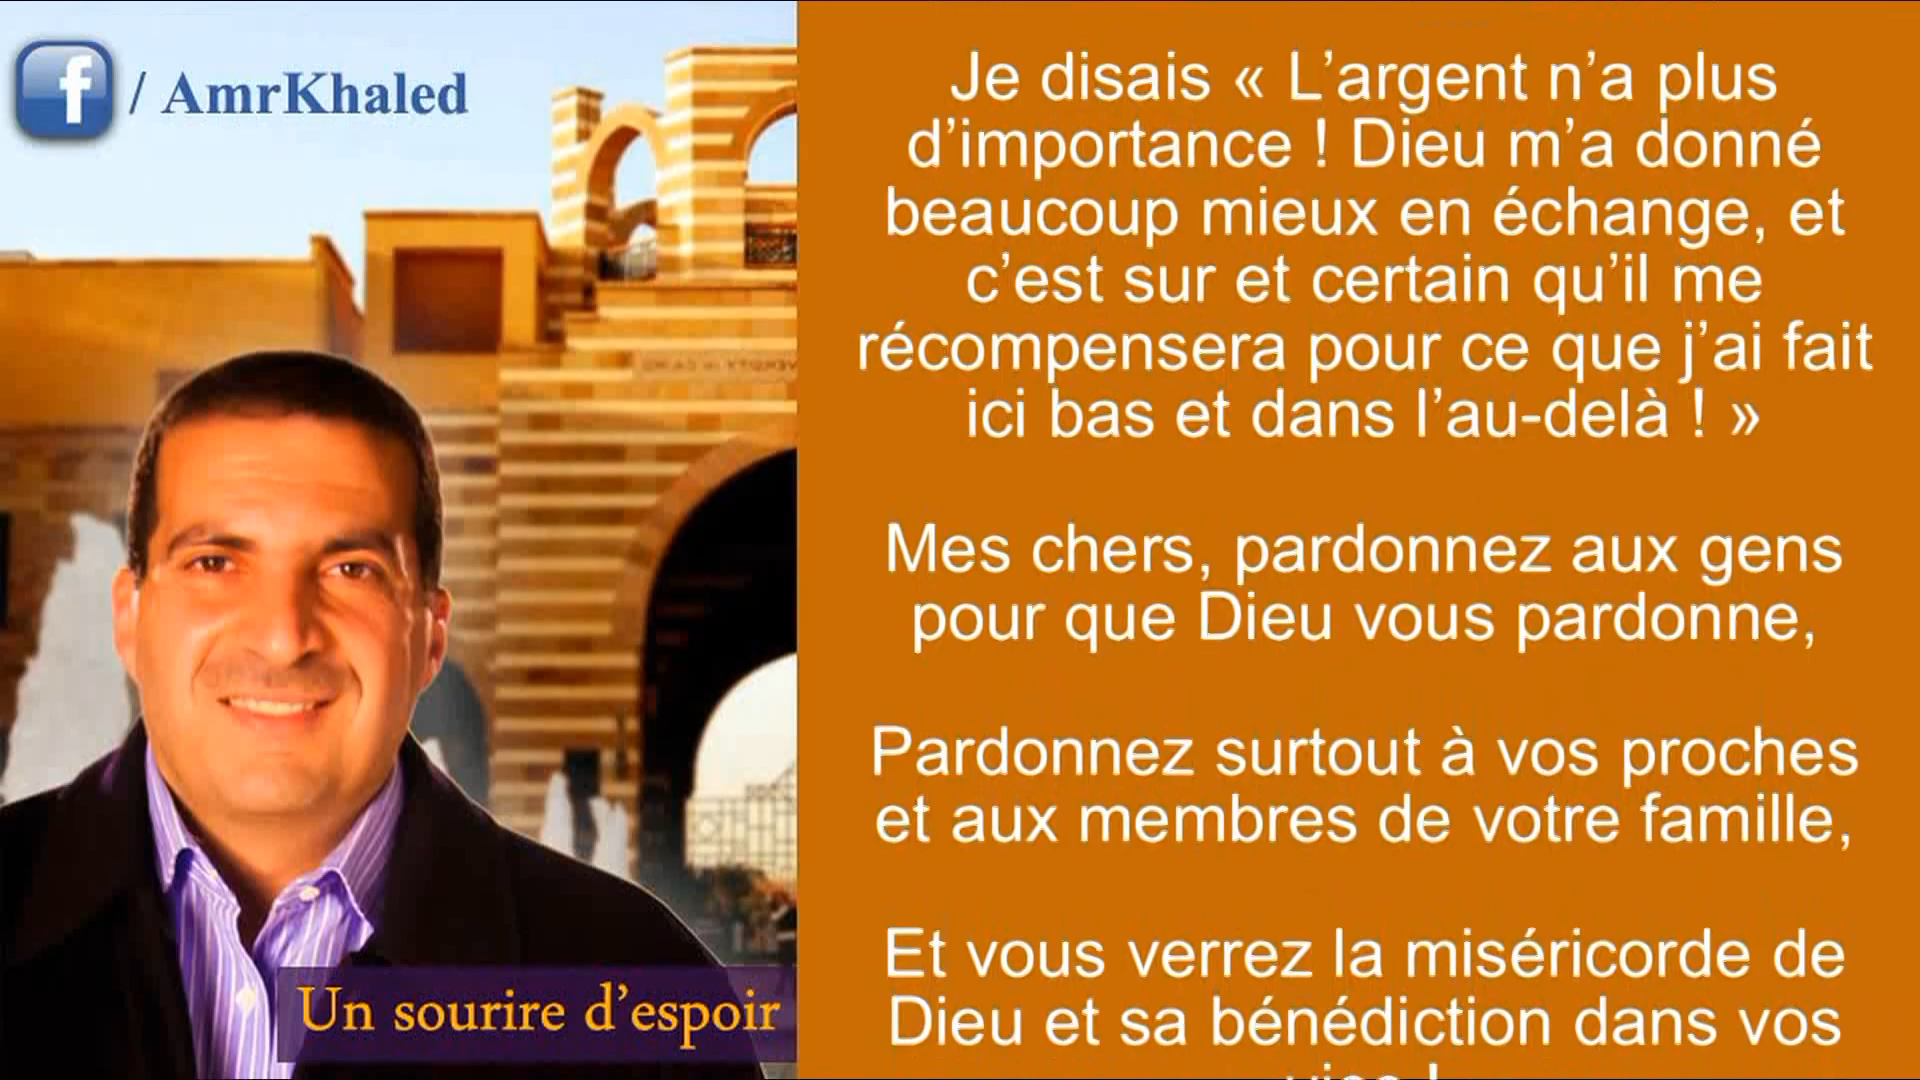 / AmrKhaled
Un sourire d’espoir
Je disais « L’argent n’a plus
d’importance ! Dieu m’a donné
beaucoup mieux en échange, et
c’est sur et certain qu’il me
récompensera pour ce que j’ai fait
ici bas et dans l’au-delà ! »
Mes chers, pardonnez aux gens
pour que Dieu vous pardonne,
Pardonnez surtout à vos proches
et aux membres de votre famille,
Et vous verrez la miséricorde de
Dieu et sa bénédiction dans vos